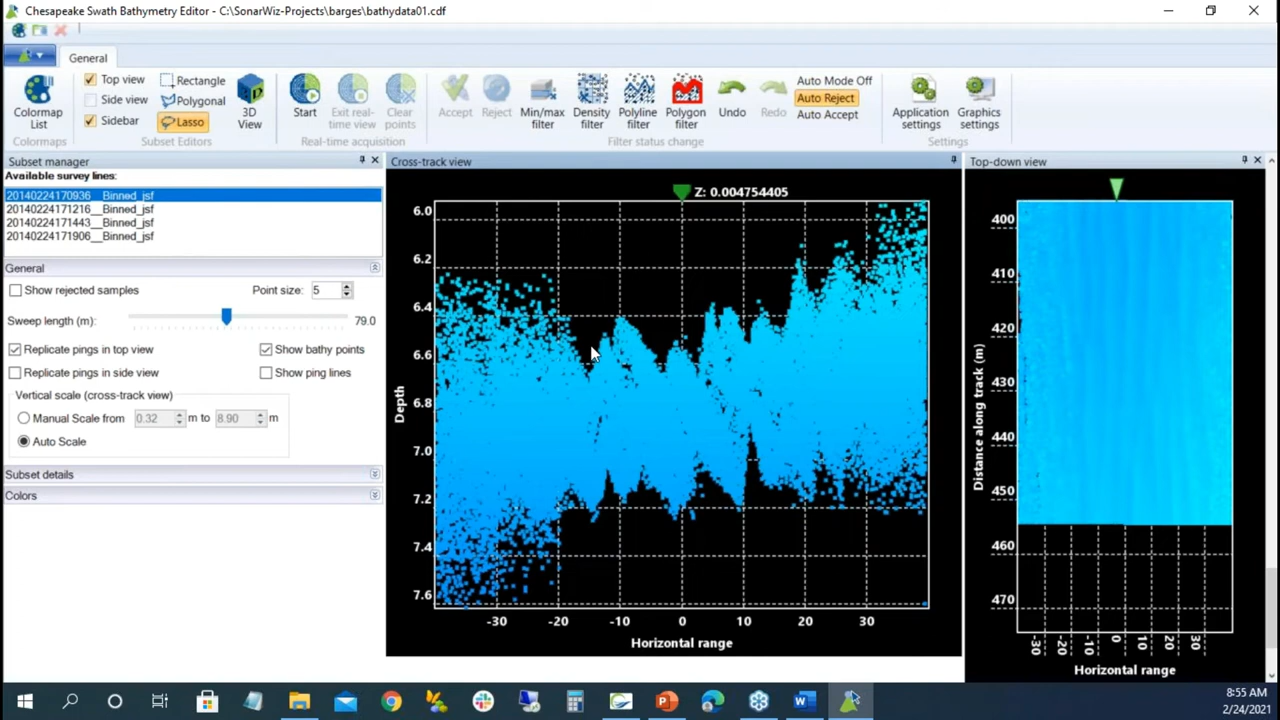 Chesapeake Swath Bathymetry Editor - C:\SonarWiz-Projects\barges\bathydata01.cdf
General
Colormap List
Colormaps
Top view
Side view
Sidebar
Rectangle
Polygonal
Lasso
3D View
Subset Editors
Start
Exit real-time view
Clear points
Real-time acquisition
Accept
Reject
Min/max filter
Density filter
Polyline filter
Polygon filter
Undo
Redo
Auto Mode Off
Auto Reject
Auto Accept
Filter status change
Application settings
Graphics settings
Settings
Subset manager
Available survey lines:
20140224170936__Binned_jsf
20140224171216__Binned_jsf
20140224171443__Binned_jsf
20140224171906__Binned_jsf
General
Show rejected samples
Point size: 5
Sweep length (m): 79.0
Replicate pings in top view
Show bathy points
Replicate pings in side view
Show ping lines
Vertical scale (cross-track view)
Manual Scale from 0.32 m to 8.90 m
Auto Scale
Subset details
Colors
Cross-track view
Z: 0.004754405
6.0
6.2
6.4
6.6
6.8
7.0
7.2
7.4
7.6
Depth
-30 -20 -10 0 10 20 30
Horizontal range
Top-down view
400
410
420
430
440
450
460
470
Distance along track (m)
-30 -20 -10 0 10 20 30
Horizontal range
8:55 AM
2/24/2021